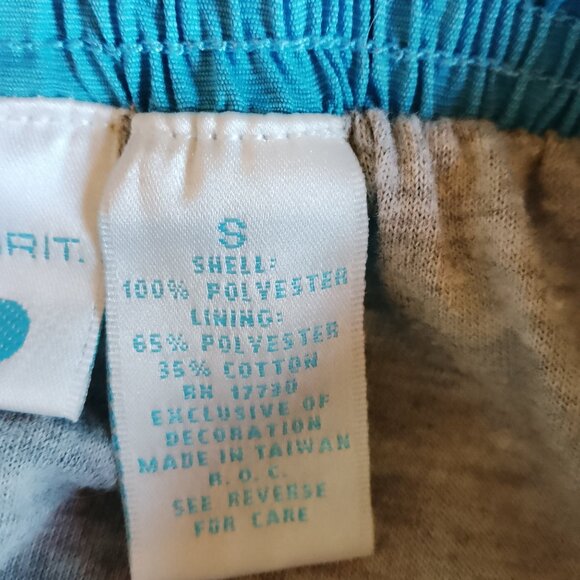 RIT.
S
SHELL:
100% POLYESTER
LINING:
65% POLYESTER
35% COTTON
RN 17730
EXCLUSIVE OF
DECORATION
MADE IN TAIWAN
R. O. C.
SEE REVERSE
FOR CARE